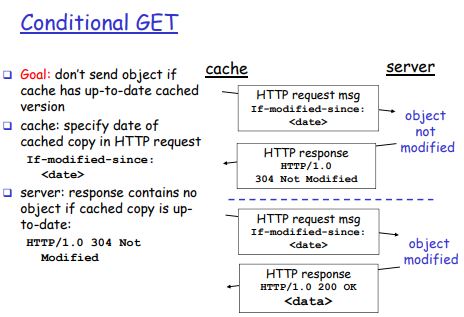 Conditional GET
❑ Goal: don't send object if
cache has up-to-date cached
version
❑ cache: specify date of
cached copy in HTTP request
If-modified-since:
<date>
❑ server: response contains no
object if cached copy is up-
to-date:
HTTP/1.0 304 Not
Modified
cache
server
HTTP request msg
If-modified-since:
<date>
object
not
modified
HTTP response
HTTP/1.0
304 Not Modified
HTTP request msg
If-modified-since:
<date>
object
modified
HTTP response
HTTP/1.0 200 OK
<data>